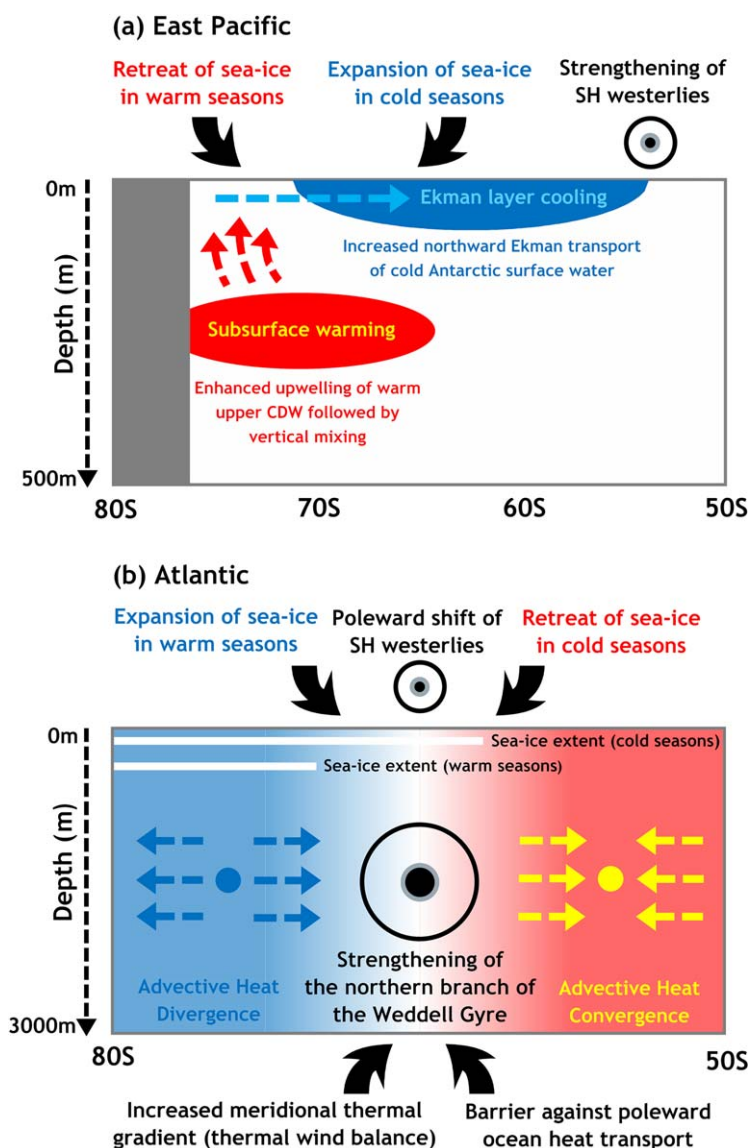 (a) East Pacific
Retreat of sea-ice
in warm seasons
Expansion of sea-ice
in cold seasons
Strengthening of
SH westerlies
0m
Ekman layer cooling
Increased northward Ekman transport
of cold Antarctic surface water
Depth (m)
Subsurface warming
Enhanced upwelling of warm
upper CDW followed by
vertical mixing
500m
80S
70S
60S
50S
(b) Atlantic
Expansion of sea-ice
in warm seasons
Poleward shift of
SH westerlies
Retreat of sea-ice
in cold seasons
0m
Sea-ice extent (cold seasons)
Sea-ice extent (warm seasons)
Depth (m)
Advective Heat
Divergence
Strengthening of
the northern branch of
the Weddell Gyre
Advective Heat
Convergence
3000m
80S
50S
Increased meridional thermal
gradient (thermal wind balance)
Barrier against poleward
ocean heat transport